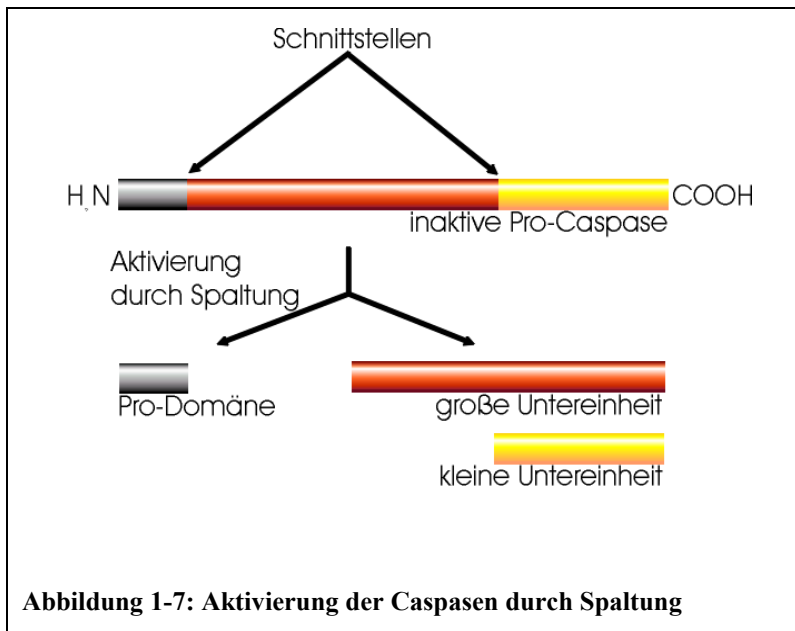 Schnittstellen
H₂N
COOH
inaktive Pro-Caspase
Aktivierung
durch Spaltung
Pro-Domäne
große Untereinheit
kleine Untereinheit
Abbildung 1-7: Aktivierung der Caspasen durch Spaltung